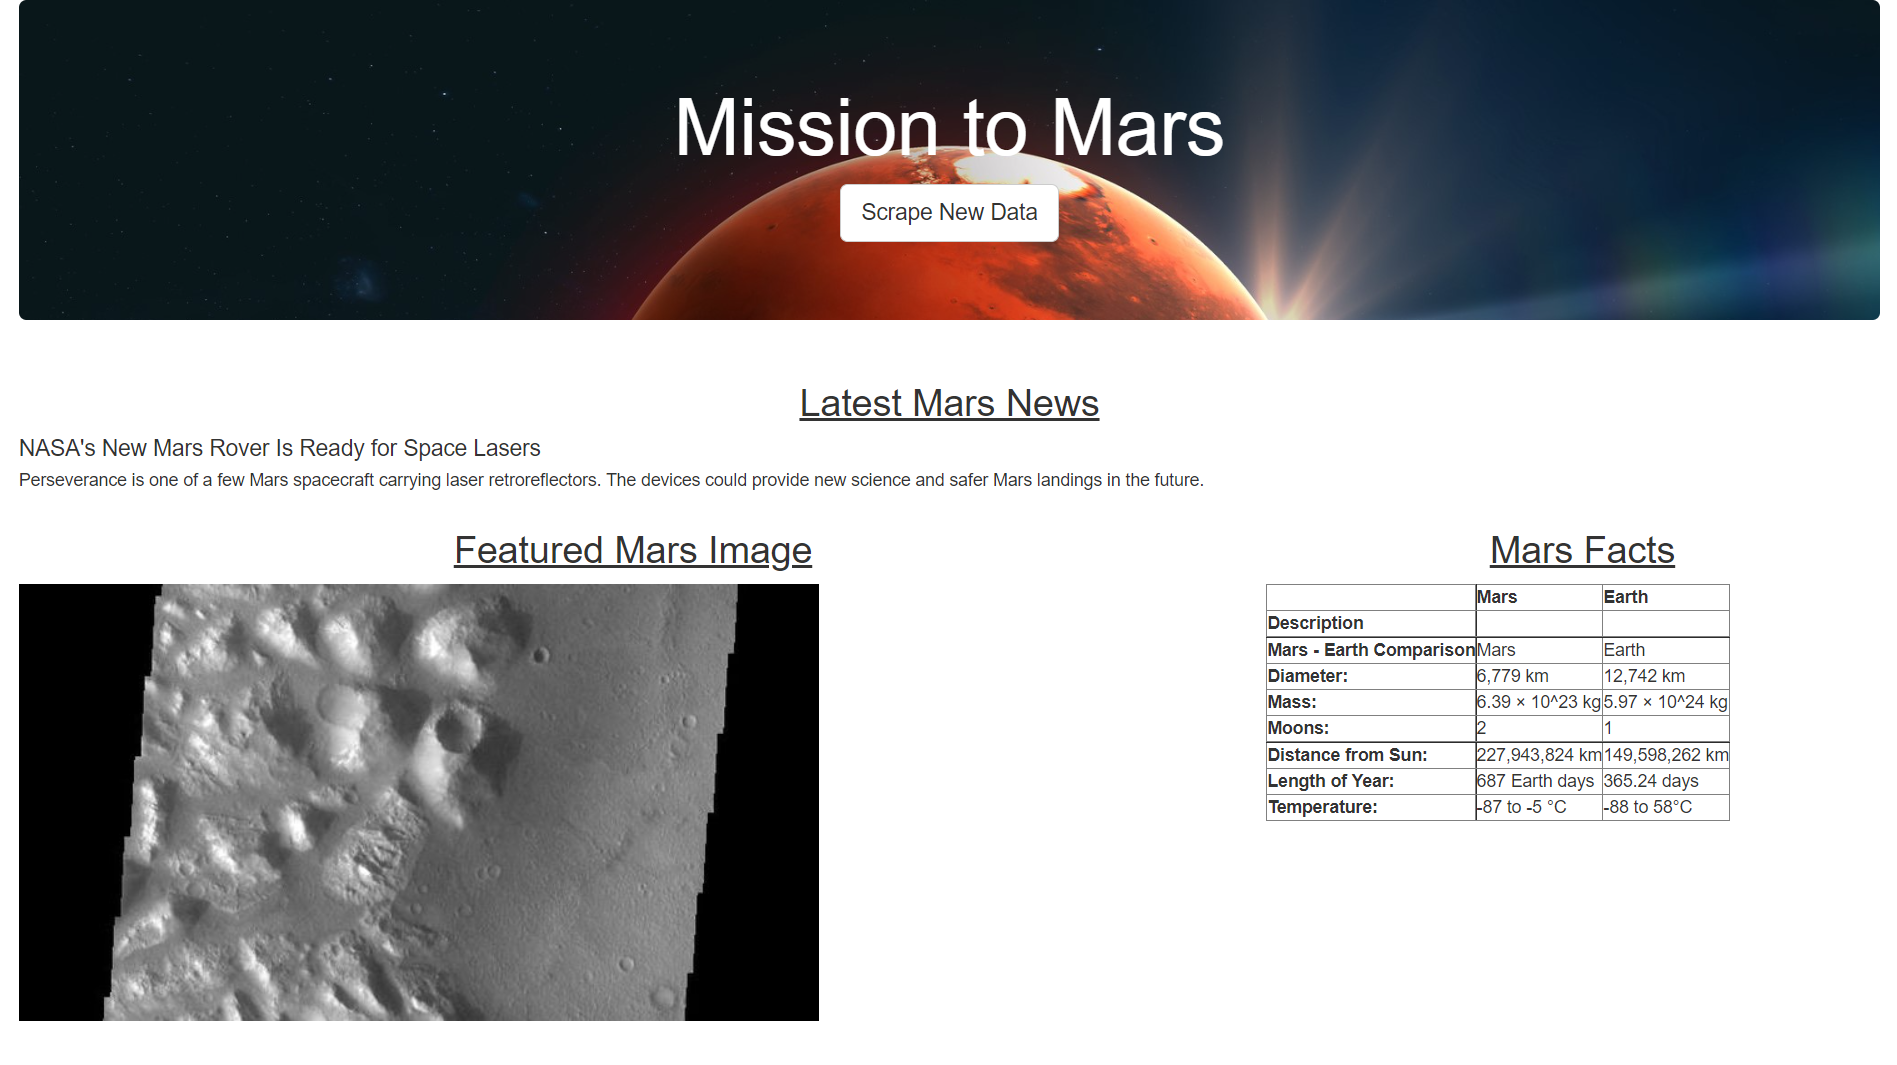 Mission to Mars
Scrape New Data
Latest Mars News
NASA's New Mars Rover Is Ready for Space Lasers
Perseverance is one of a few Mars spacecraft carrying laser retroreflectors. The devices could provide new science and safer Mars landings in the future.
Featured Mars Image
Mars Facts
Mars Earth
Description
Mars - Earth Comparison Mars Earth
Diameter: 6,779 km 12,742 km
Mass: 6.39 × 10^23 kg 5.97 × 10^24 kg
Moons: 2 1
Distance from Sun: 227,943,824 km 149,598,262 km
Length of Year: 687 Earth days 365.24 days
Temperature: -87 to -5 °C -88 to 58°C